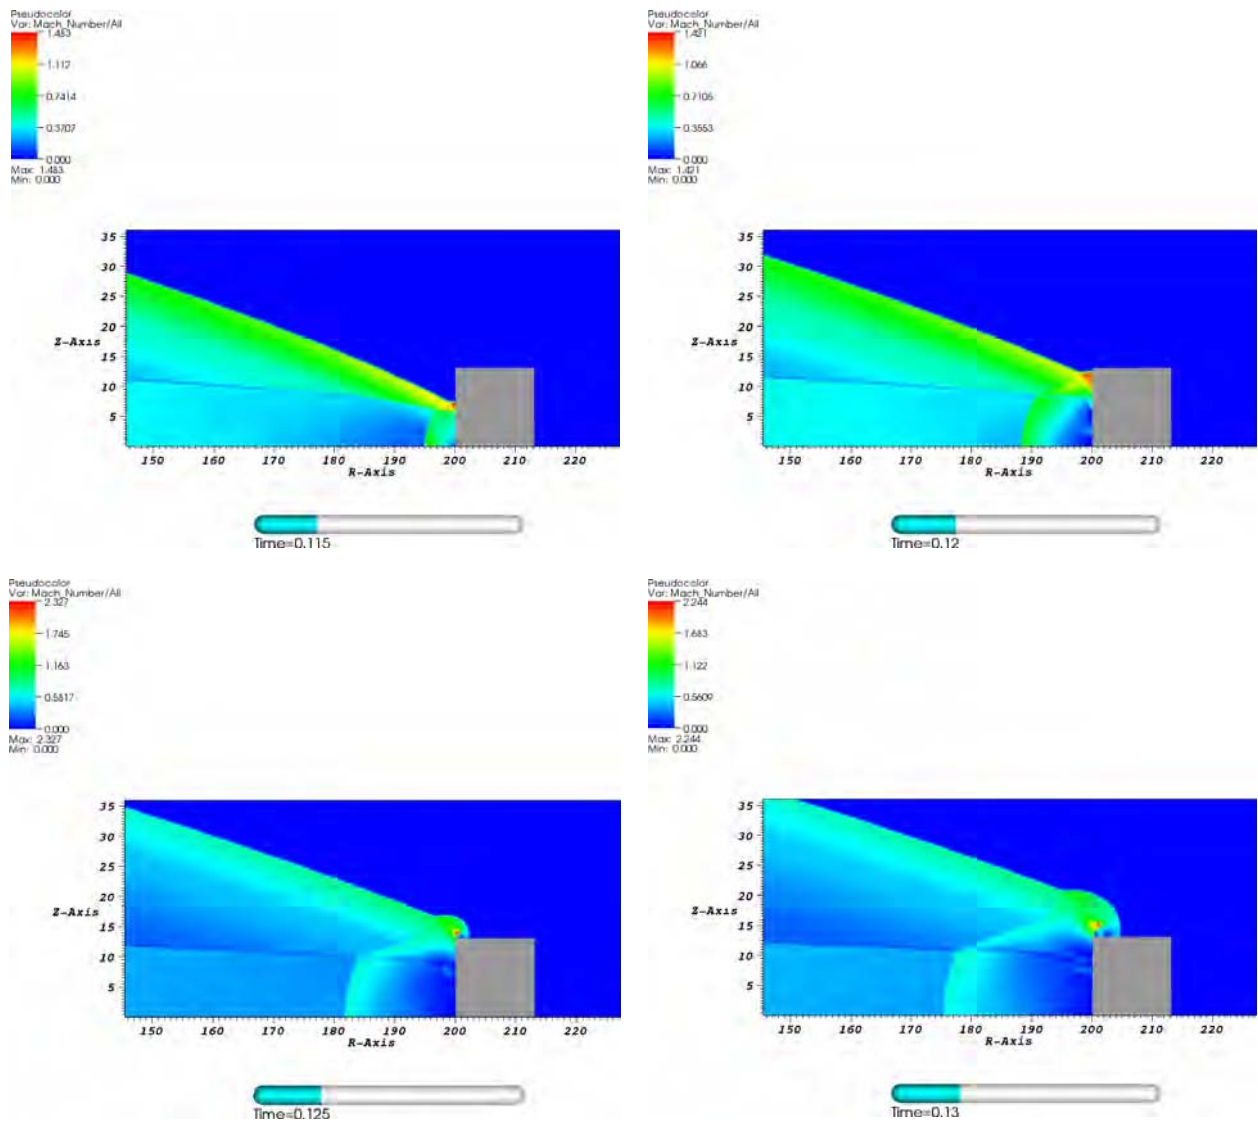 Pseudocolor
Var: Mach_Number/All
1.483
1.112
0.7414
0.3707
0.000
Max: 1.483
Min: 0.000
35
30
25
20
Z-Axis
15
10
5
150 160 170 180 190 200 210 220
R-Axis
Time=0.115
Pseudocolor
Var: Mach_Number/All
1.421
1.066
0.7105
0.3553
0.000
Max: 1.421
Min: 0.000
35
30
25
20
Z-Axis
15
10
5
150 160 170 180 190 200 210 220
R-Axis
Time=0.12
Pseudocolor
Var: Mach_Number/All
2.327
1.745
1.163
0.5817
0.000
Max: 2.327
Min: 0.000
35
30
25
20
Z-Axis
15
10
5
150 160 170 180 190 200 210 220
R-Axis
Time=0.125
Pseudocolor
Var: Mach_Number/All
2.244
1.683
1.122
0.5609
0.000
Max: 2.244
Min: 0.000
35
30
25
20
Z-Axis
15
10
5
150 160 170 180 190 200 210 220
R-Axis
Time=0.13